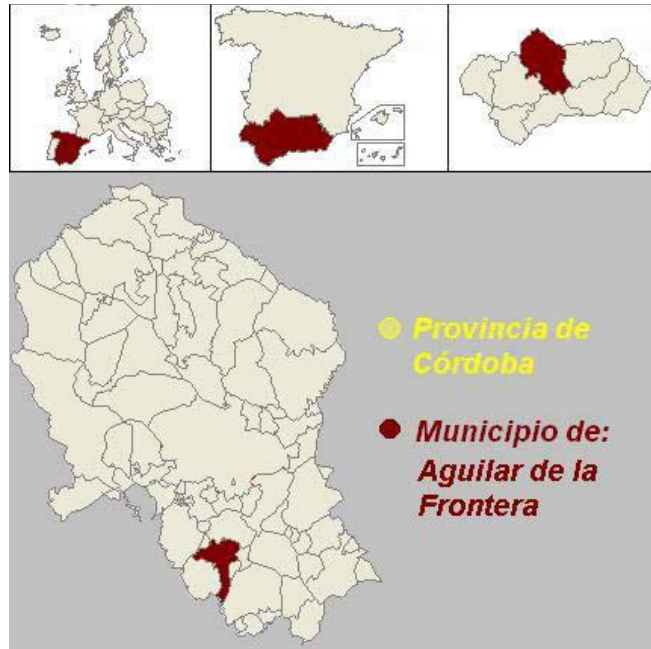 Provincia de
Córdoba
Municipio de:
Aguilar de la
Frontera